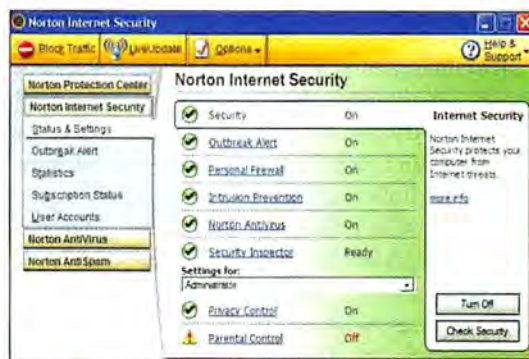 Norton Internet Security
Block Traffic LiveUpdate Options Help & Support
Norton Protection Center
Norton Internet Security
Status & Settings
Outbreak Alert
Statistics
Subscription Status
User Accounts
Norton AntiVirus
Norton AntiSpam
Norton Internet Security
Security On
Outbreak Alert On
Personal Firewall On
Intrusion Prevention On
Norton Antivirus On
Security Inspector Ready
Settings for:
Administrator
Privacy Control On
Parental Control Off
Internet Security
Norton Internet
Security protects your
computer from
Internet threats.
more info
Turn Off
Check Security